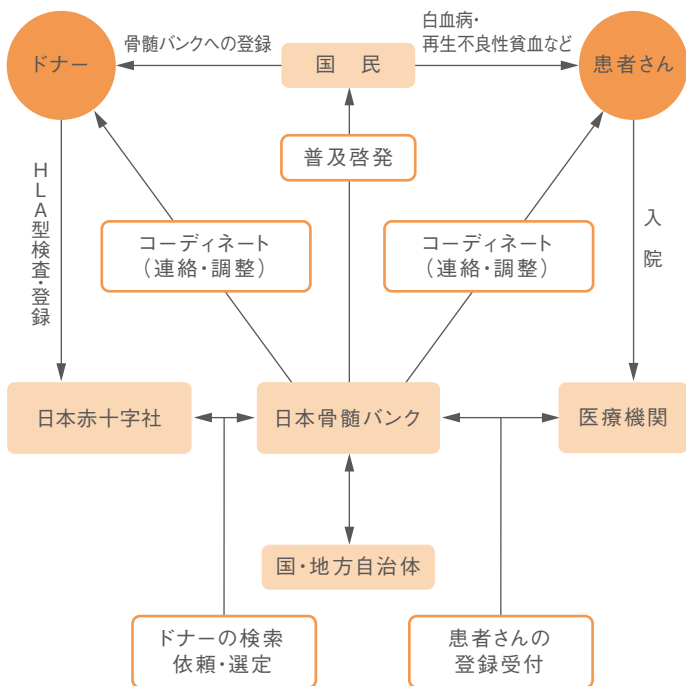 ドナー
骨髄バンクへの登録
国 民
白血病・
再生不良性貧血など
患者さん
普及啓発
HLA型検査・登録
コーディネート
（連絡・調整）
コーディネート
（連絡・調整）
入院
日本赤十字社
日本骨髄バンク
医療機関
国・地方自治体
ドナーの検索
依頼・選定
患者さんの
登録受付